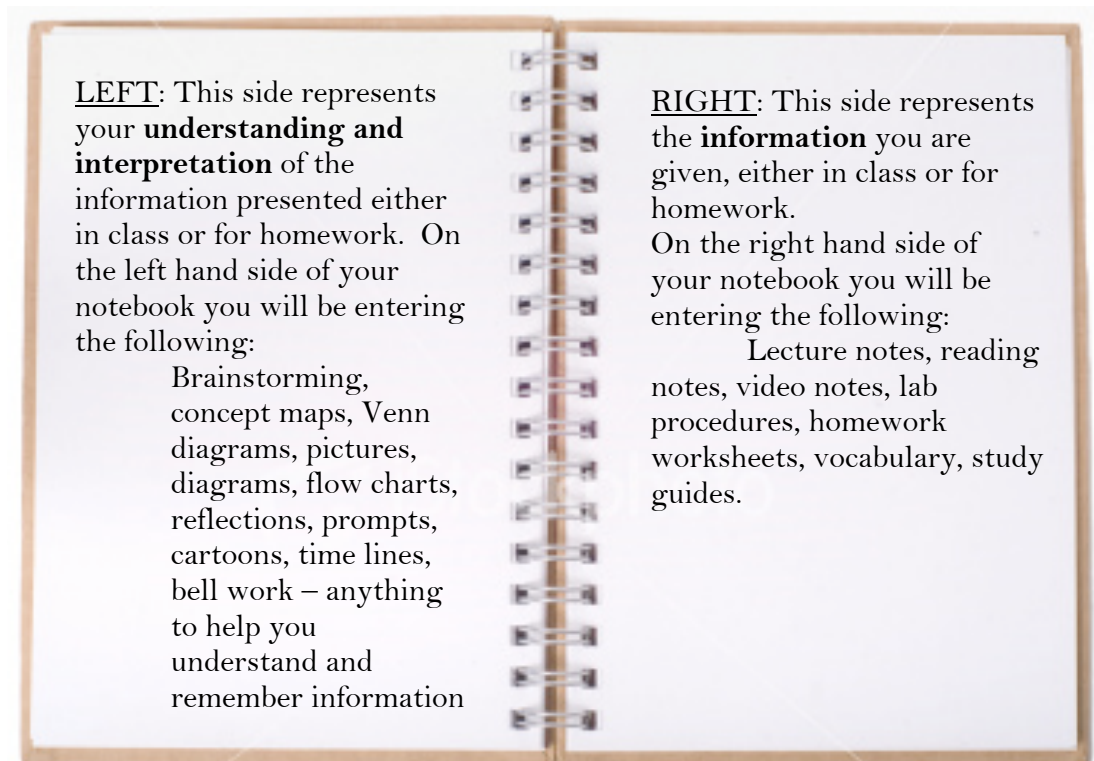 LEFT: This side represents
your understanding and
interpretation of the
information presented either
in class or for homework.  On
the left hand side of your
notebook you will be entering
the following:
Brainstorming,
concept maps, Venn
diagrams, pictures,
diagrams, flow charts,
reflections, prompts,
cartoons, time lines,
bell work – anything
to help you
understand and
remember information
RIGHT: This side represents
the information you are
given, either in class or for
homework.
On the right hand side of
your notebook you will be
entering the following:
Lecture notes, reading
notes, video notes, lab
procedures, homework
worksheets, vocabulary, study
guides.